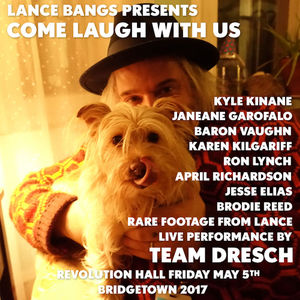 LANCE BANGS PRESENTS
COME LAUGH WITH US
KYLE KINANE
JANEANE GAROFALO
BARON VAUGHN
KAREN KILGARIFF
RON LYNCH
APRIL RICHARDSON
JESSE ELIAS
BRODIE REED
RARE FOOTAGE FROM LANCE
LIVE PERFORMANCE BY
TEAM DRESCH
REVOLUTION HALL FRIDAY MAY 5TH
BRIDGETOWN 2017